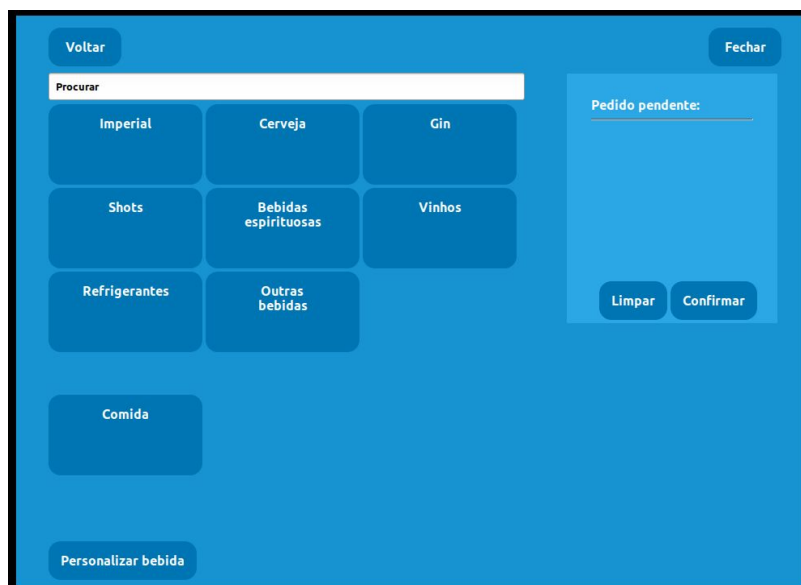 Voltar
Fechar
Procurar
Pedido pendente:
Imperial
Cerveja
Gin
Shots
Bebidas
espirituosas
Vinhos
Refrigerantes
Outras
bebidas
Limpar
Confirmar
Comida
Personalizar bebida